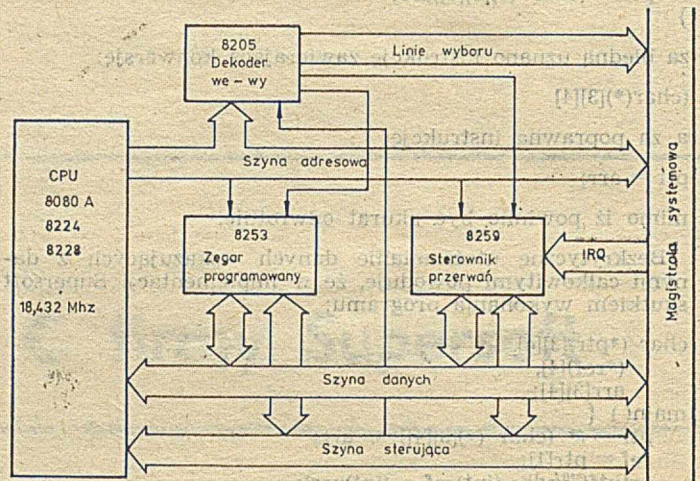 8205
Dekoder
we - wy
Linie wyboru
Szyna adresowa
CPU
8080 A
8224
8228
18,432 Mhz
8253
Zegar
programowany
8259
Sterownik
przerwań
IRQ
Magistrala systemowa
Szyna danych
Szyna sterująca